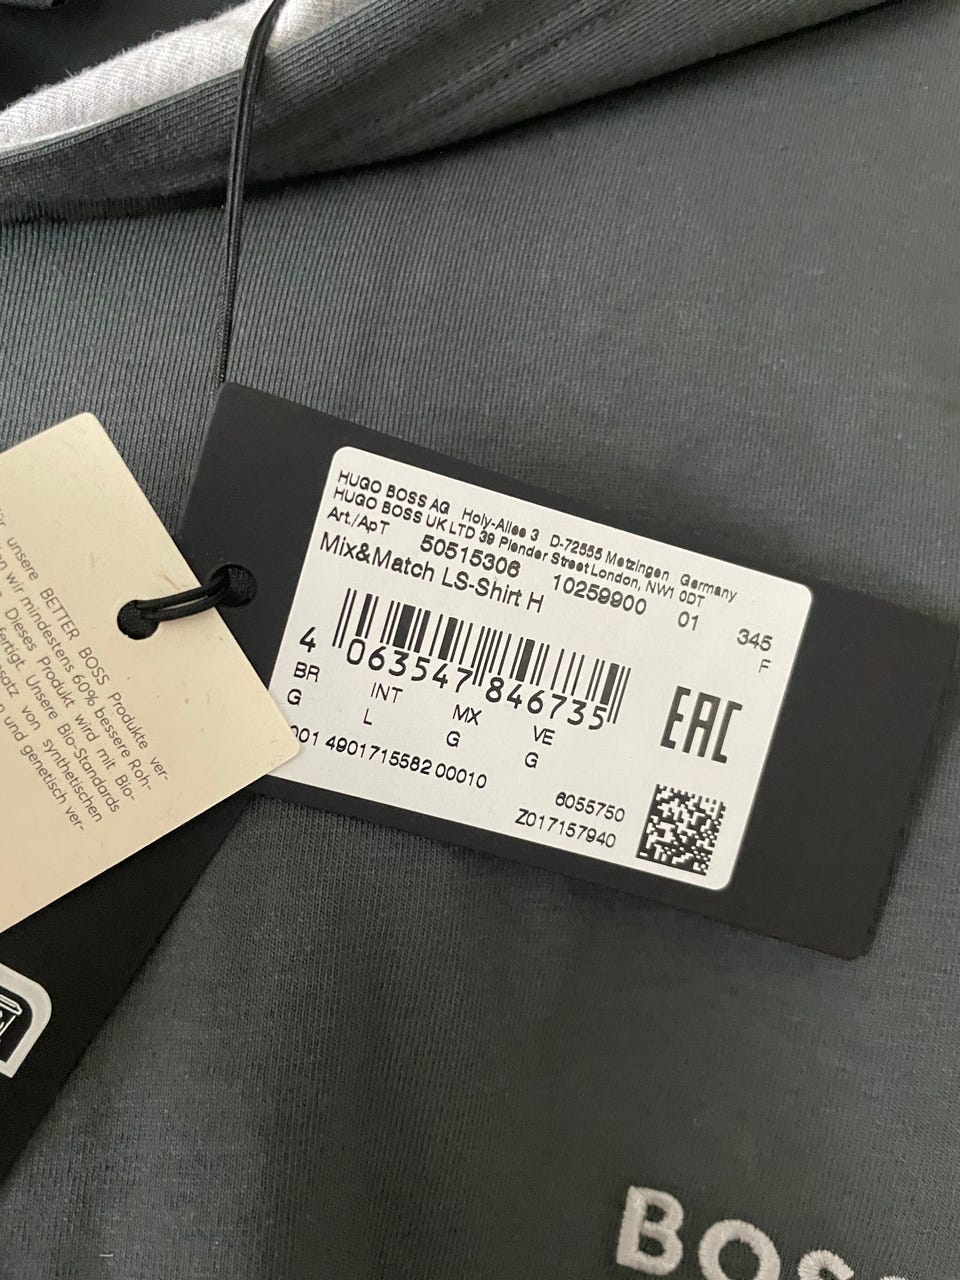 HUGO BOSS AG Holy-Allee 3 D-72555 Metzingen Germany
HUGO BOSS UK LTD 39 Plender Street London, NW1 0DT
Art./ApT 50515306 10259900 01 345
Mix&Match LS-Shirt H F
4 063547 846735
EAC
BR INT MX VE
G L G G
001 4901715582 00010
6055750
Z017157940
unsere BETTER BOSS Produkte ver-
wir mindestens 60% bessere Roh-
Dieses Produkt wird mit Bio-
fertigt. Unsere Bio-Standards
von synthetischen
und genetisch ver-
BOSS